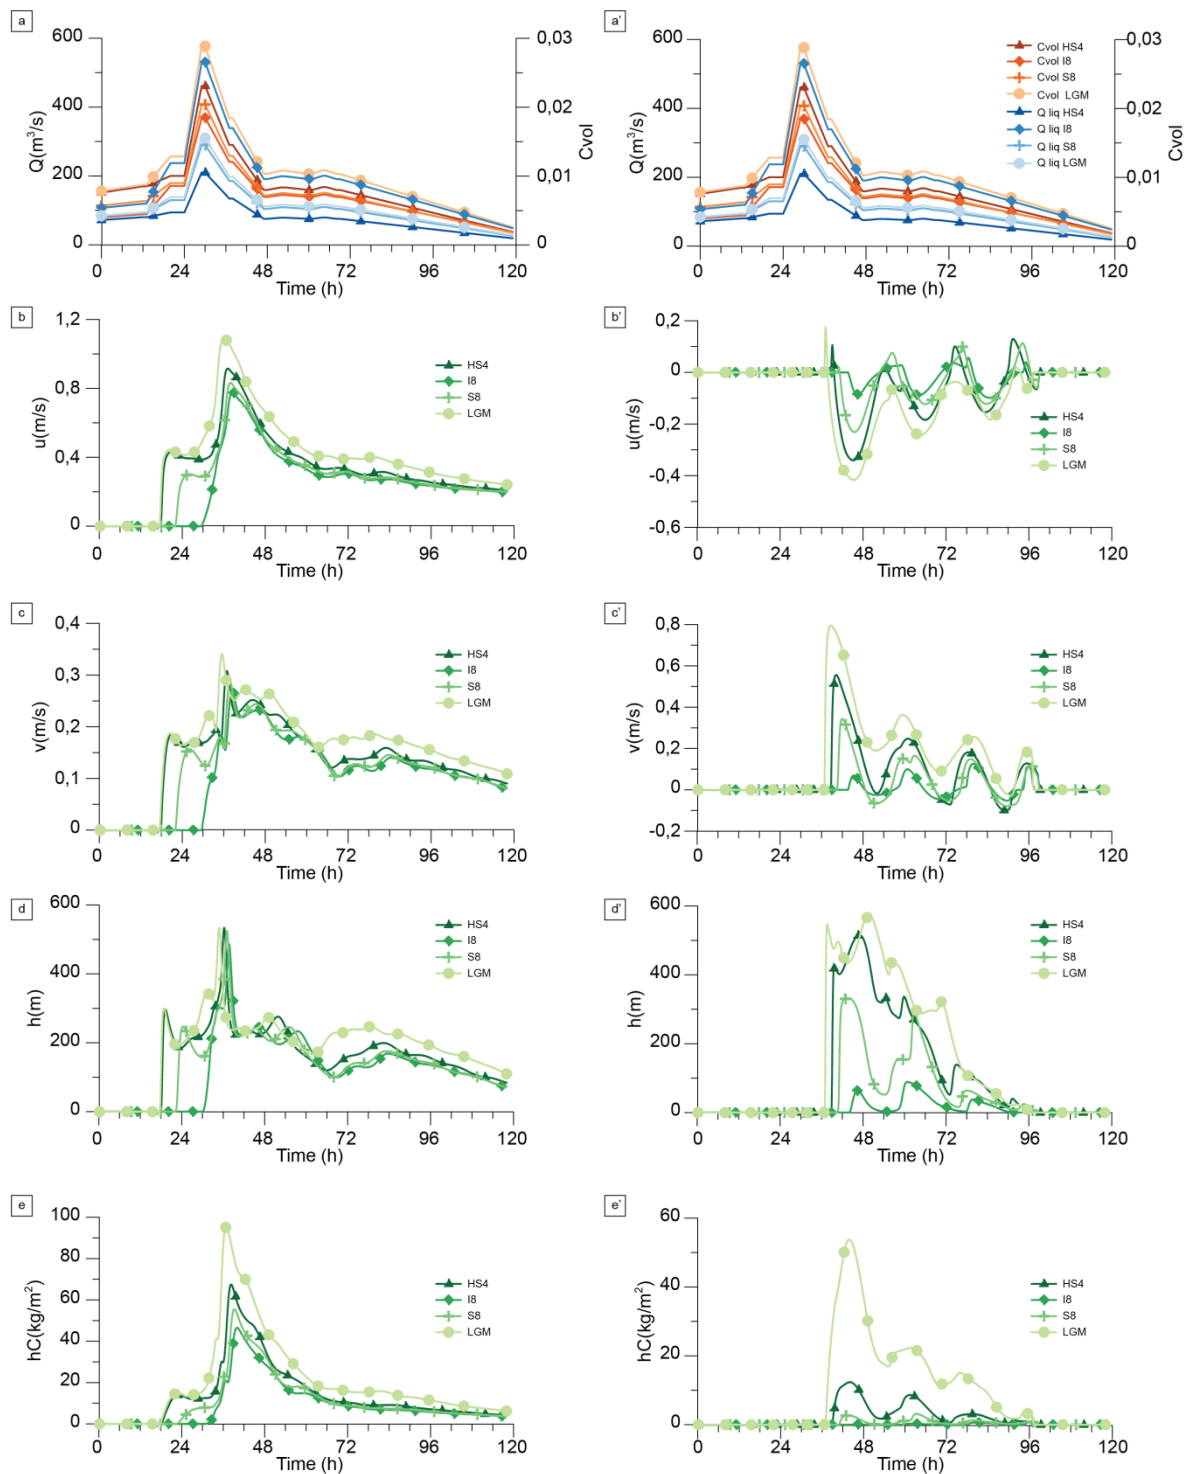 a
600
400
200
0
Q(m³/s)
0,03
0,02
0,01
0
Cvol
0 24 48 72 96 120
Time (h)
a'
600
400
200
0
Q(m³/s)
Cvol HS4
Cvol I8
Cvol S8
Cvol LGM
Q liq HS4
Q liq I8
Q liq S8
Q liq LGM
0,03
0,02
0,01
0
Cvol
0 24 48 72 96 120
Time (h)
b
1,2
0,8
0,4
0
u(m/s)
HS4
I8
S8
LGM
0 24 48 72 96 120
Time (h)
b'
0,2
0
-0,2
-0,4
-0,6
u(m/s)
HS4
I8
S8
LGM
0 24 48 72 96 120
Time (h)
c
0,4
0,3
0,2
0,1
0
v(m/s)
HS4
I8
S8
LGM
0 24 48 72 96 120
Time (h)
c'
0,8
0,6
0,4
0,2
0
-0,2
v(m/s)
HS4
I8
S8
LGM
0 24 48 72 96 120
Time (h)
d
600
400
200
0
h(m)
HS4
I8
S8
LGM
0 24 48 72 96 120
Time (h)
d'
600
500
400
300
200
100
0
h(m)
HS4
I8
S8
LGM
0 24 48 72 96 120
Time (h)
e
100
80
60
40
20
0
hC(kg/m²)
HS4
I8
S8
LGM
0 24 48 72 96 120
Time (h)
e'
60
40
20
0
hC(kg/m²)
HS4
I8
S8
LGM
0 24 48 72 96 120
Time (h)